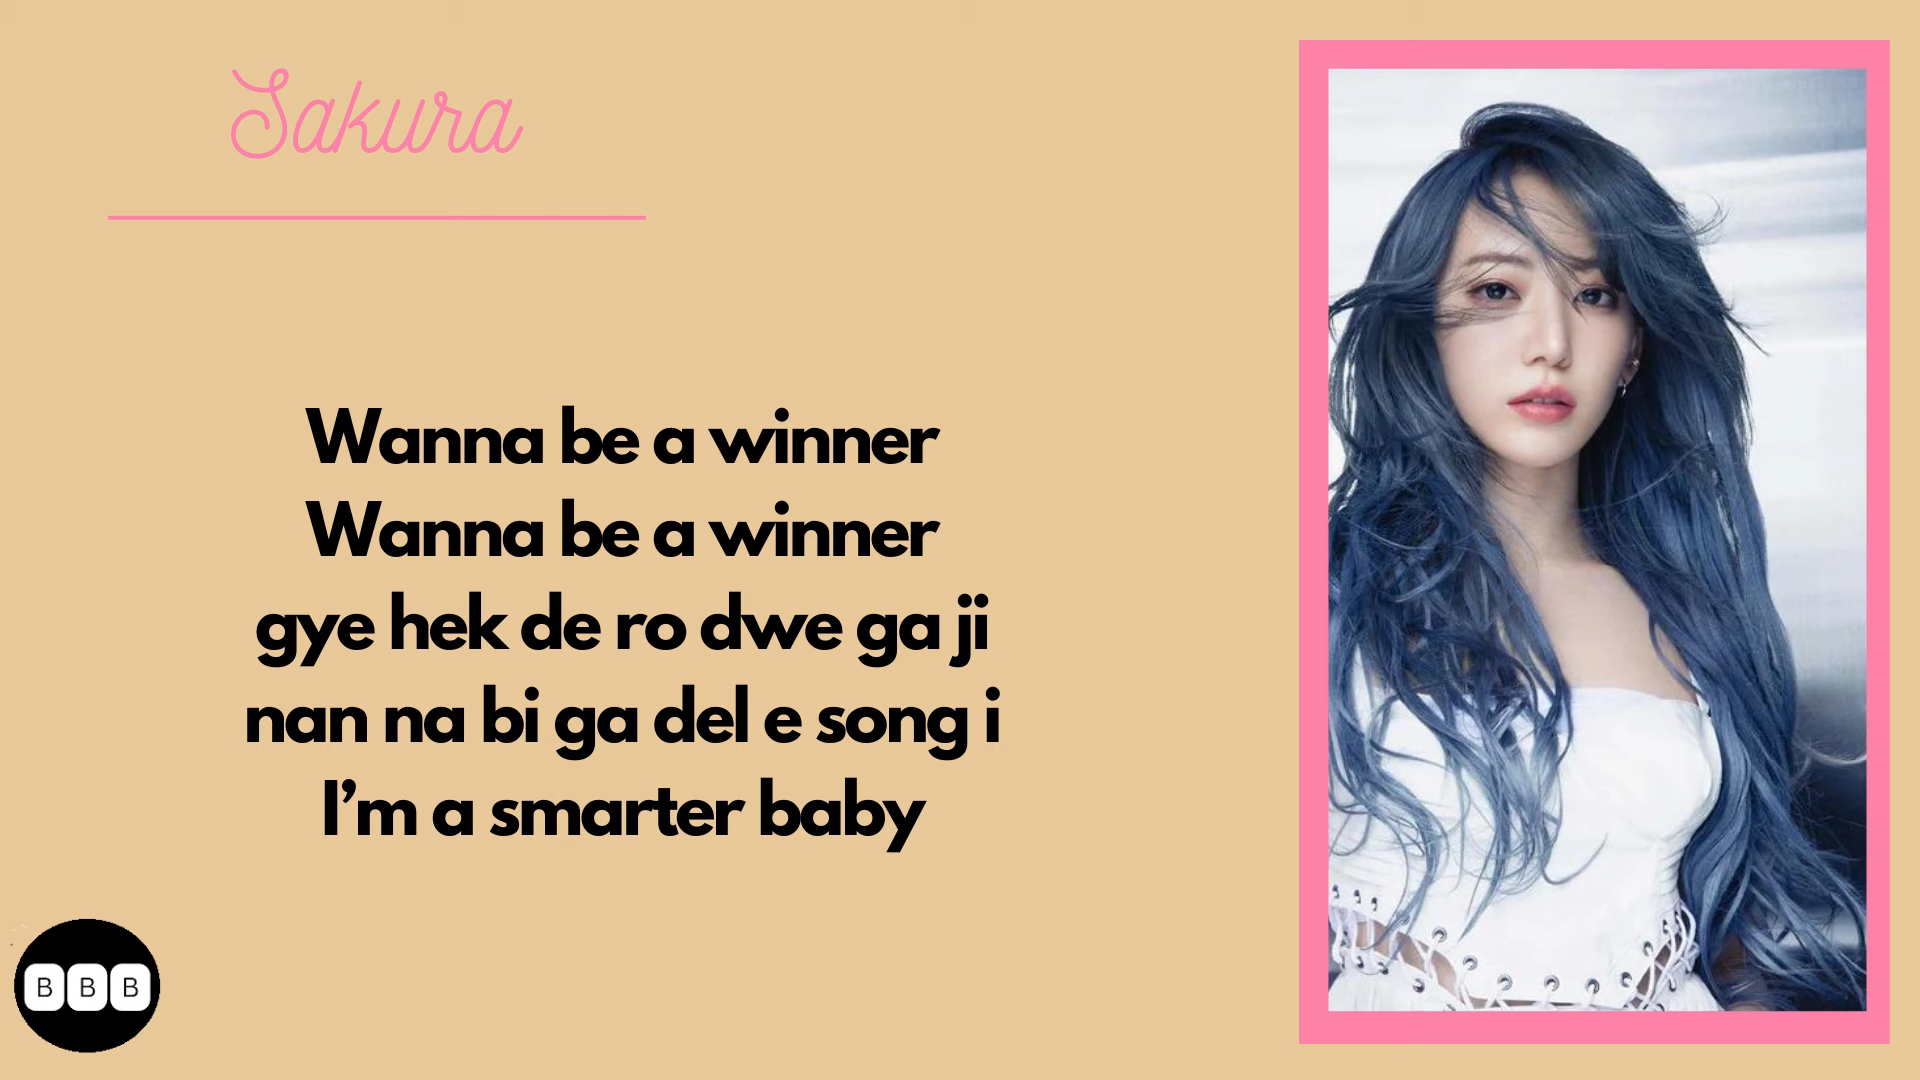 Sakura
Wanna be a winner
Wanna be a winner
gye hek de ro dwe ga ji
nan na bi ga del e song i
I’m a smarter baby
B B B